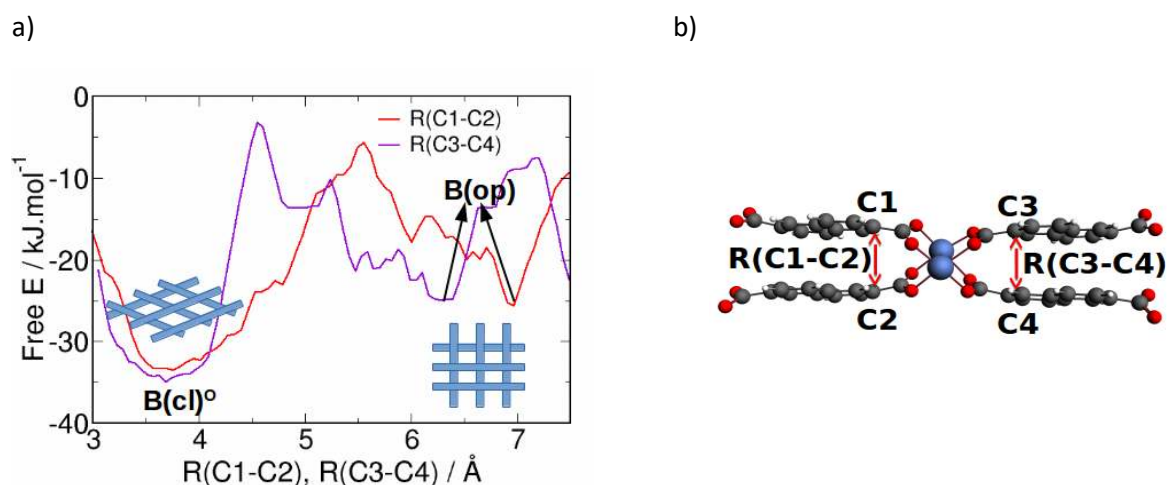 a)
b)
0
-10
-20
-30
-40
Free E / kJ.mol⁻¹
R(C1-C2)
R(C3-C4)
B(op)
B(cl)º
3
4
5
6
7
R(C1-C2), R(C3-C4) / Å
C1
C3
R(C1-C2)
R(C3-C4)
C2
C4